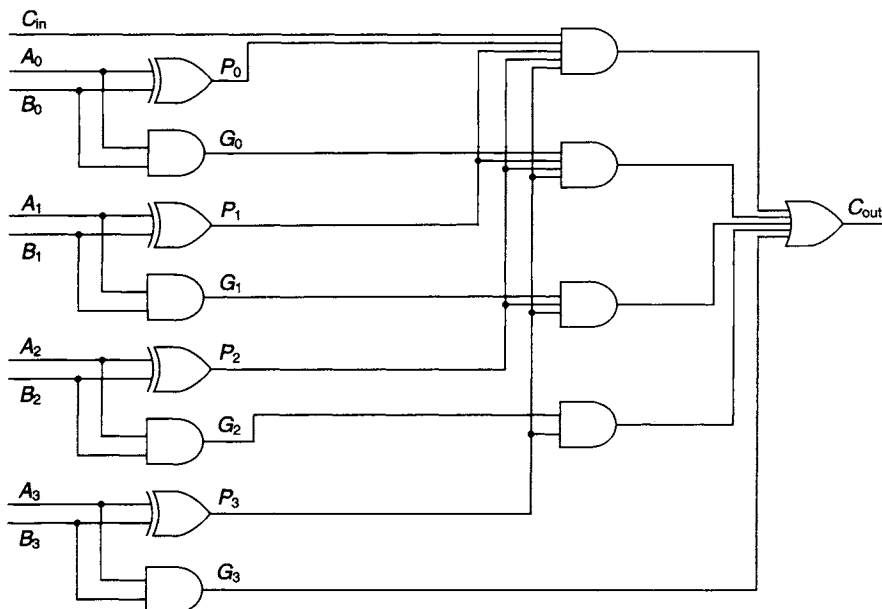 C_in
A_0
P_0
B_0
G_0
A_1
P_1
B_1
G_1
C_out
A_2
P_2
B_2
G_2
A_3
P_3
B_3
G_3